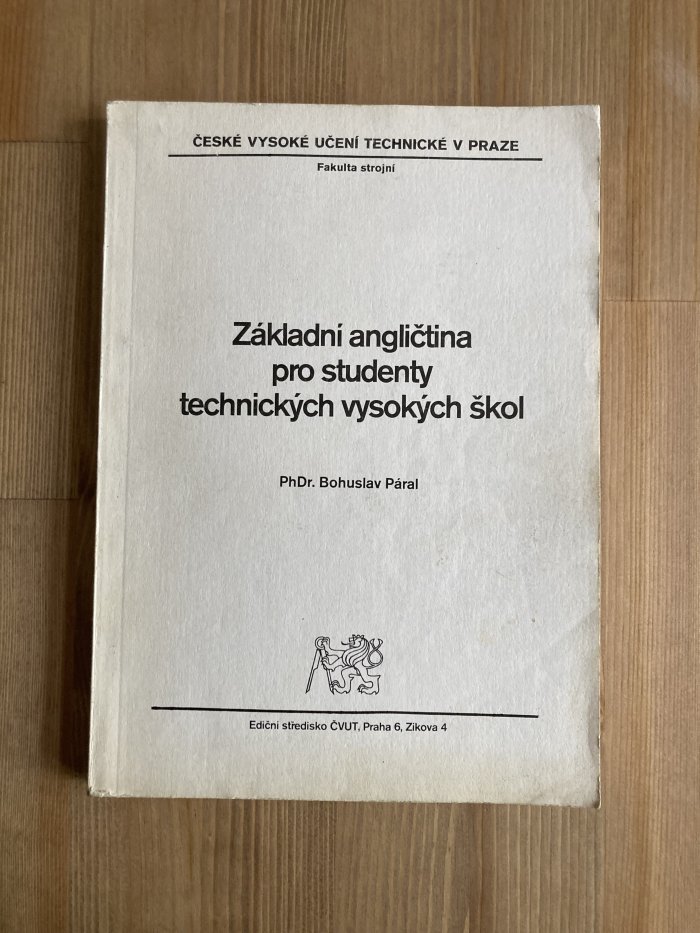 ČESKÉ VYSOKÉ UČENÍ TECHNICKÉ V PRAZE
Fakulta strojní
Základní angličtina
pro studenty
technických vysokých škol
PhDr. Bohuslav Páral
Ediční středisko ČVUT, Praha 6, Zikova 4